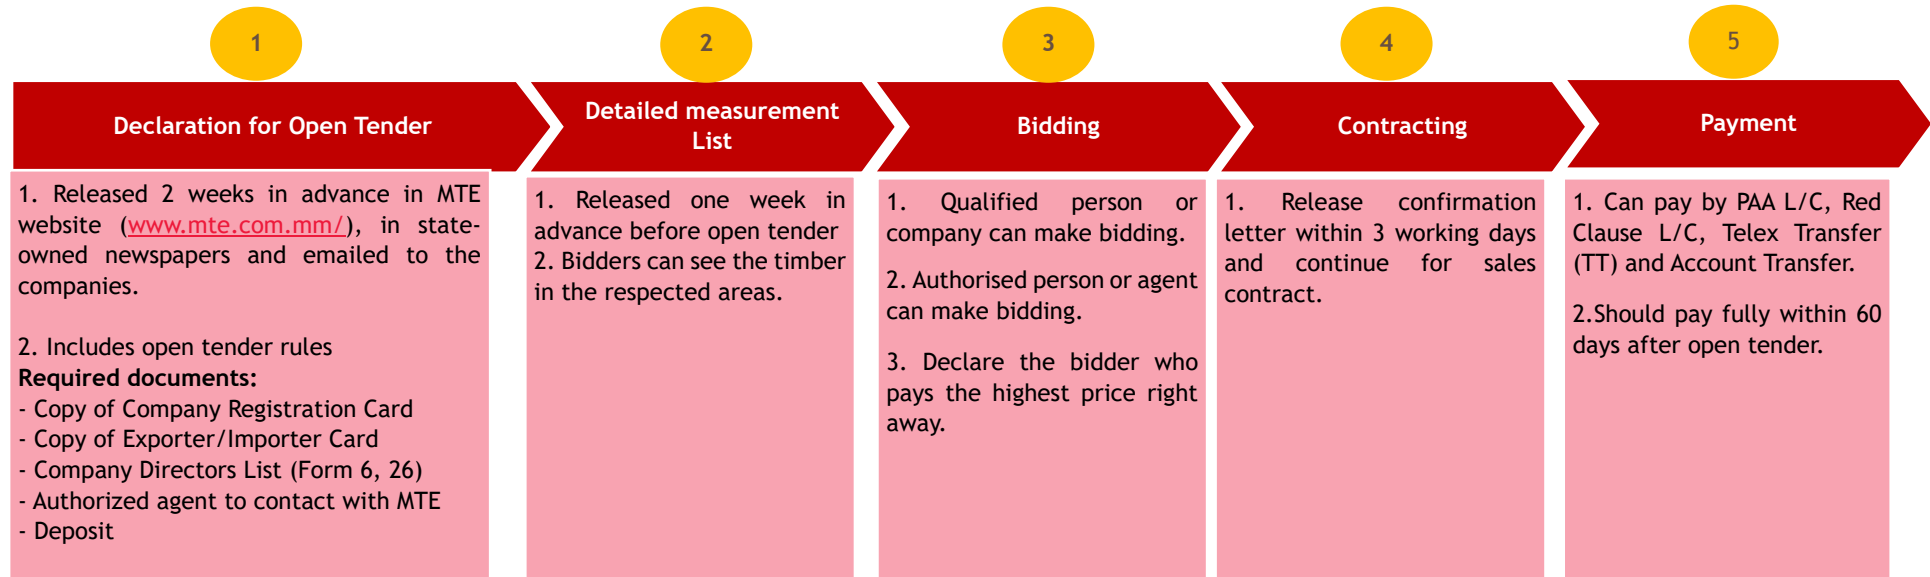 1
2
3
4
5
Declaration for Open Tender
Detailed measurement
List
Bidding
Contracting
Payment
1. Released 2 weeks in advance in MTE
website (www.mte.com.mm/), in state-
owned newspapers and emailed to the
companies.
2. Includes open tender rules
Required documents:
- Copy of Company Registration Card
- Copy of Exporter/Importer Card
- Company Directors List (Form 6, 26)
- Authorized agent to contact with MTE
- Deposit
1. Released one week in
advance before open tender
2. Bidders can see the timber
in the respected areas.
1. Qualified person or
company can make bidding.
2. Authorised person or agent
can make bidding.
3. Declare the bidder who
pays the highest price right
away.
1. Release confirmation
letter within 3 working days
and continue for sales
contract.
1. Can pay by PAA L/C, Red
Clause L/C, Telex Transfer
(TT) and Account Transfer.
2.Should pay fully within 60
days after open tender.